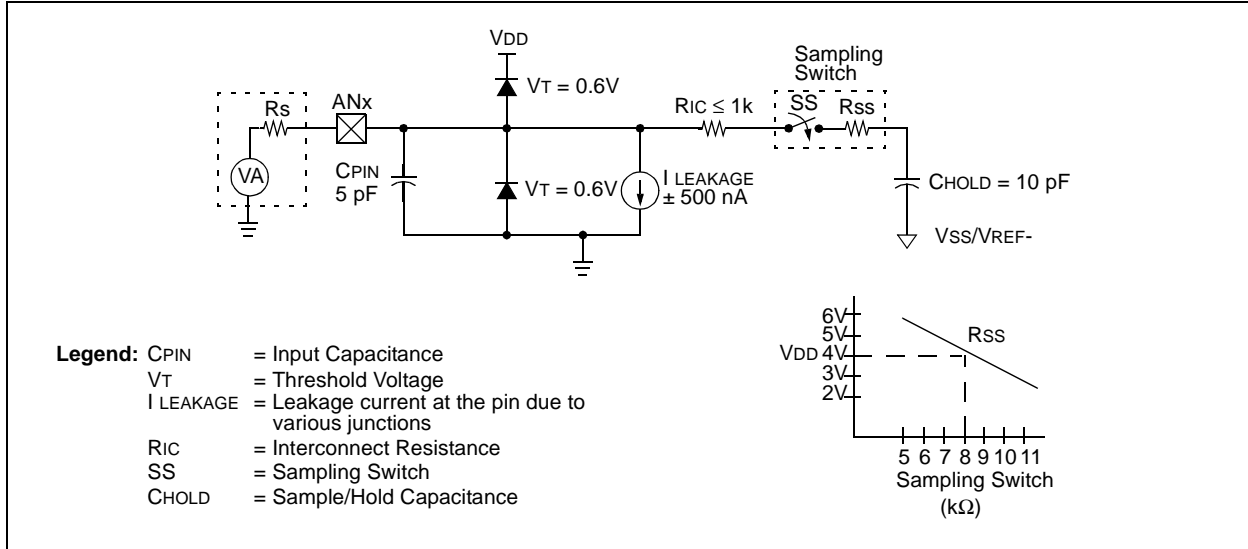 VDD
Sampling
Switch
VT = 0.6V
Rs
ANx
RIC ≤ 1k
SS
Rss
VA
CPIN
5 pF
VT = 0.6V
I LEAKAGE
± 500 nA
CHOLD = 10 pF
VSS/VREF-
Legend: CPIN = Input Capacitance
VT = Threshold Voltage
I LEAKAGE = Leakage current at the pin due to
various junctions
RIC = Interconnect Resistance
SS = Sampling Switch
CHOLD = Sample/Hold Capacitance
6V
5V
VDD 4V
3V
2V
RSS
5 6 7 8 9 10 11
Sampling Switch
(kΩ)